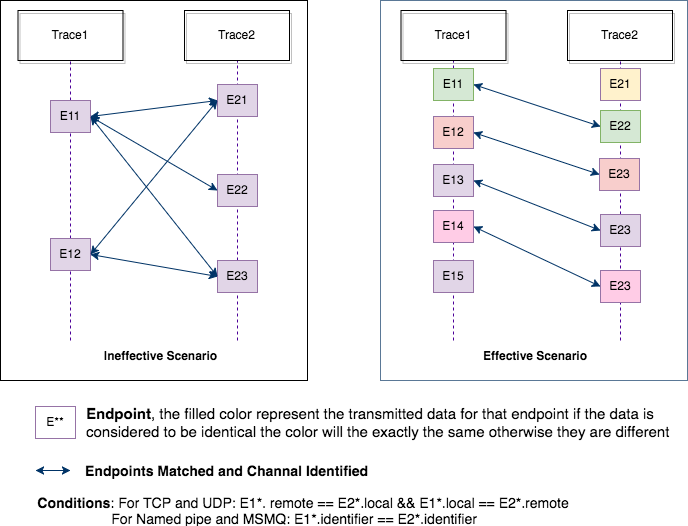 Trace1
Trace2
E11
E21
E22
E12
E23
Ineffective Scenario
Trace1
Trace2
E11
E21
E22
E12
E23
E13
E14
E23
E15
E23
Effective Scenario
E**
Endpoint, the filled color represent the transmitted data for that endpoint if the data is
considered to be identical the color will the exactly the same otherwise they are different
Endpoints Matched and Channal Identified
Conditions: For TCP and UDP: E1*. remote == E2*.local && E1*.local == E2*.remote
For Named pipe and MSMQ: E1*.identifier == E2*.identifier